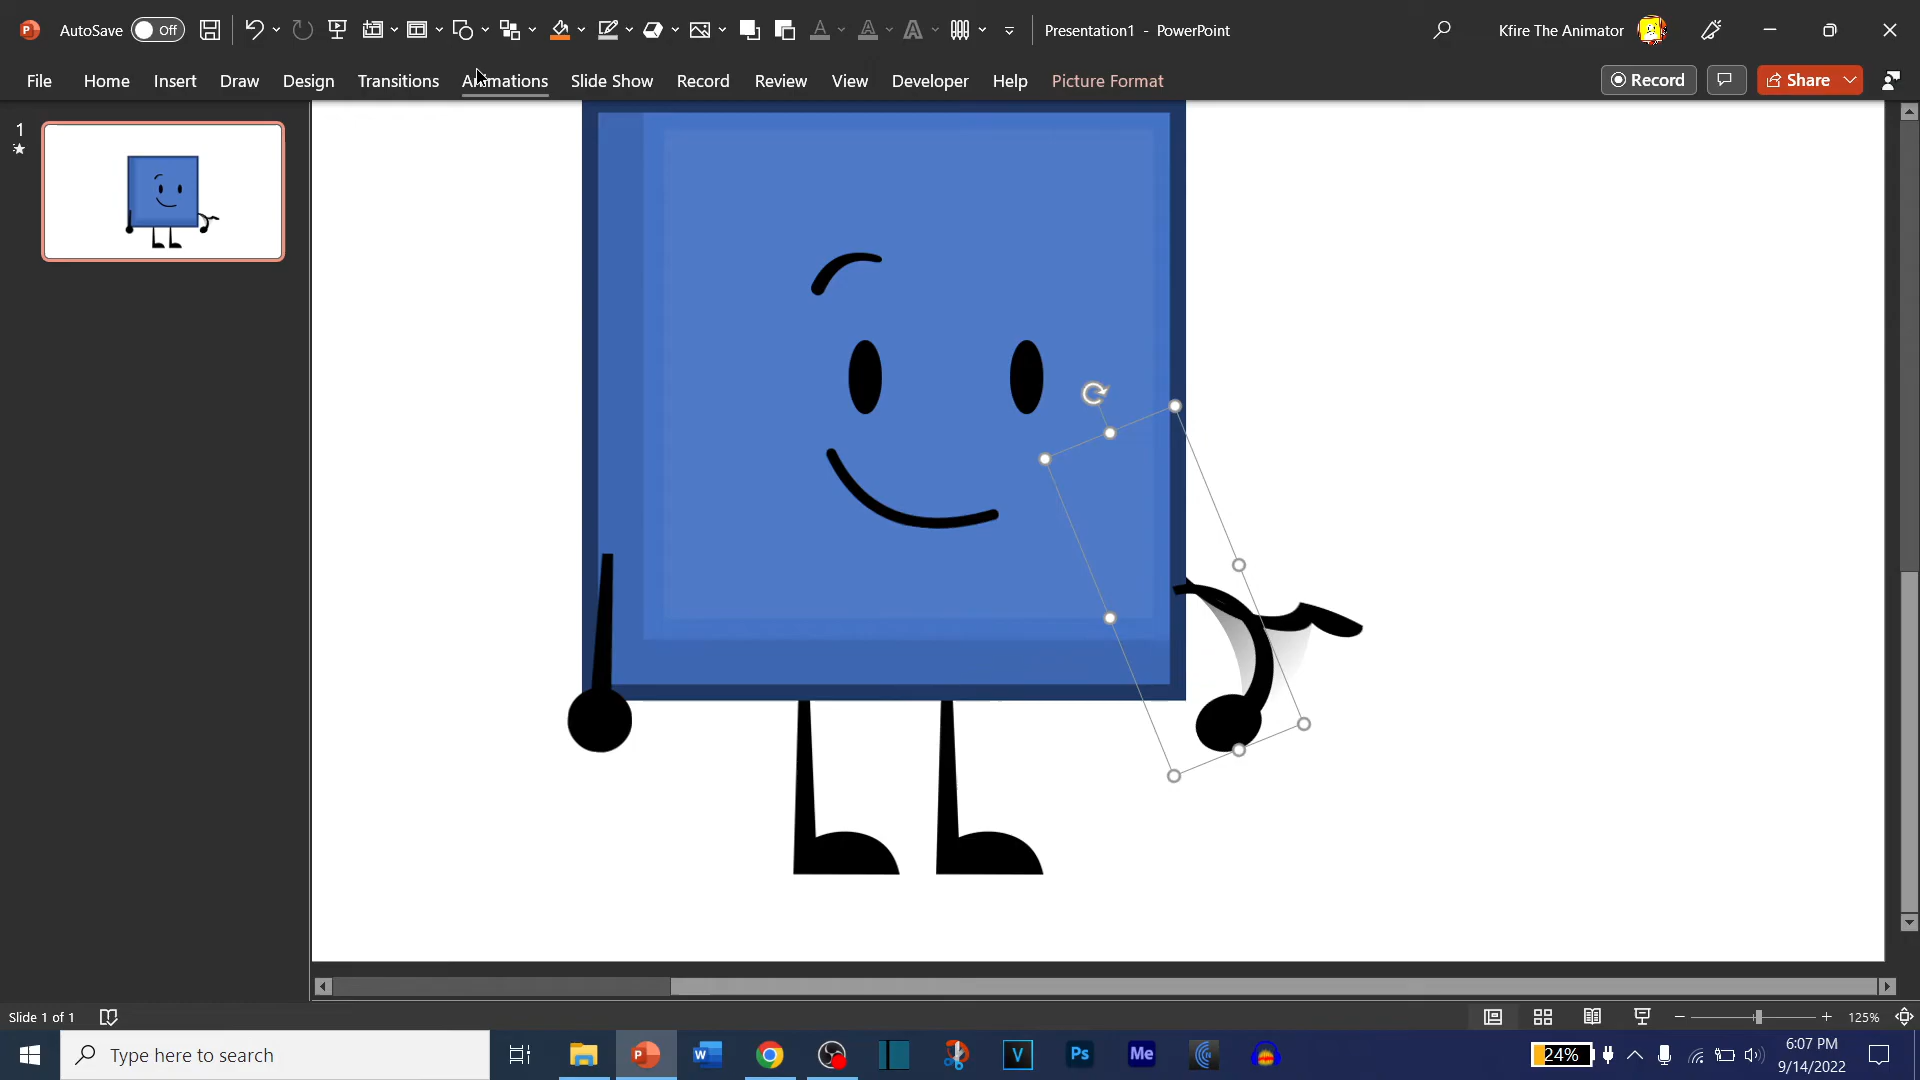 AutoSave Off
Presentation1 - PowerPoint
Kfire The Animator
File Home Insert Draw Design Transitions Animations Slide Show Record Review View Developer Help Picture Format
Record
Share
1
Slide 1 of 1
125%
Type here to search
24%
6:07 PM
9/14/2022